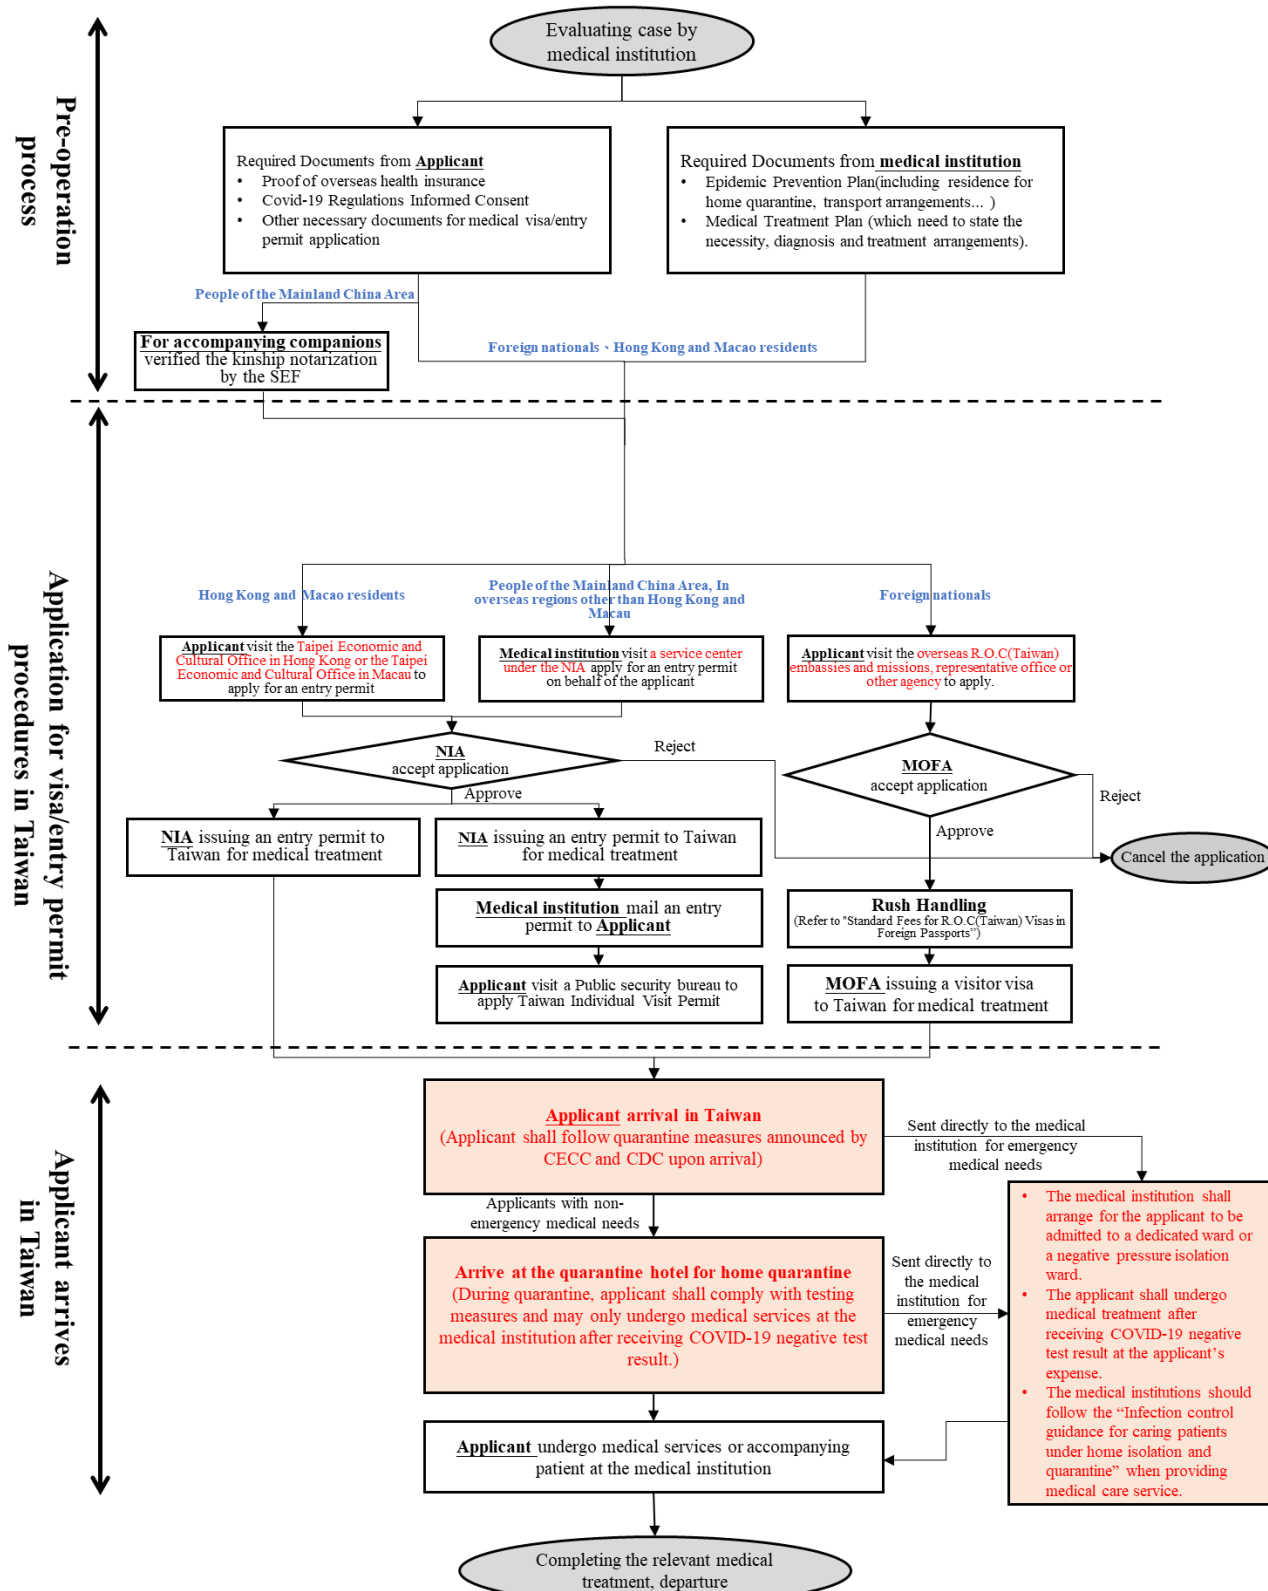 Evaluating case by
medical institution
Pre-operation
process
Required Documents from Applicant
• Proof of overseas health insurance
• Covid-19 Regulations Informed Consent
• Other necessary documents for medical visa/entry
permit application
Required Documents from medical institution
• Epidemic Prevention Plan(including residence for
home quarantine, transport arrangements... )
• Medical Treatment Plan (which need to state the
necessity, diagnosis and treatment arrangements).
People of the Mainland China Area
For accompanying companions
verified the kinship notarization
by the SEF
Foreign nationals、Hong Kong and Macao residents
Application for visa/entry permit
procedures in Taiwan
Hong Kong and Macao residents
People of the Mainland China Area, In
overseas regions other than Hong Kong and
Macau
Foreign nationals
Applicant visit the Taipei Economic and
Cultural Office in Hong Kong or the Taipei
Economic and Cultural Office in Macau to
apply for an entry permit
Medical institution visit a service center
under the NIA apply for an entry permit
on behalf of the applicant
Applicant visit the overseas R.O.C(Taiwan)
embassies and missions, representative office or
other agency to apply.
NIA
accept application
Reject
Approve
MOFA
accept application
Reject
Approve
NIA issuing an entry permit to
Taiwan for medical treatment
NIA issuing an entry permit to Taiwan
for medical treatment
Cancel the application
Medical institution mail an entry
permit to Applicant
Rush Handling
(Refer to "Standard Fees for R.O.C(Taiwan) Visas in
Foreign Passports”)
Applicant visit a Public security bureau to
apply Taiwan Individual Visit Permit
MOFA issuing a visitor visa
to Taiwan for medical treatment
Applicant arrives
in Taiwan
Applicant arrival in Taiwan
(Applicant shall follow quarantine measures announced by
CECC and CDC upon arrival)
Sent directly to the medical
institution for emergency
medical needs
Applicants with non-
emergency medical needs
Arrive at the quarantine hotel for home quarantine
(During quarantine, applicant shall comply with testing
measures and may only undergo medical services at the
medical institution after receiving COVID-19 negative test
result.)
Sent directly to
the medical
institution for
emergency
medical needs
• The medical institution shall
arrange for the applicant to be
admitted to a dedicated ward or
a negative pressure isolation
ward.
• The applicant shall undergo
medical treatment after
receiving COVID-19 negative
test result at the applicant’s
expense.
• The medical institutions should
follow the “Infection control
guidance for caring patients
under home isolation and
quarantine” when providing
medical care service.
Applicant undergo medical services or accompanying
patient at the medical institution
Completing the relevant medical
treatment, departure